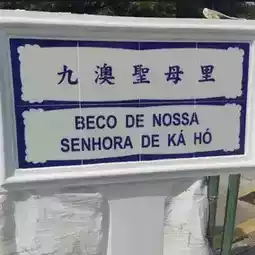 九澳聖母里
BECO DE NOSSA
SENHORA DE KÁ HÓ